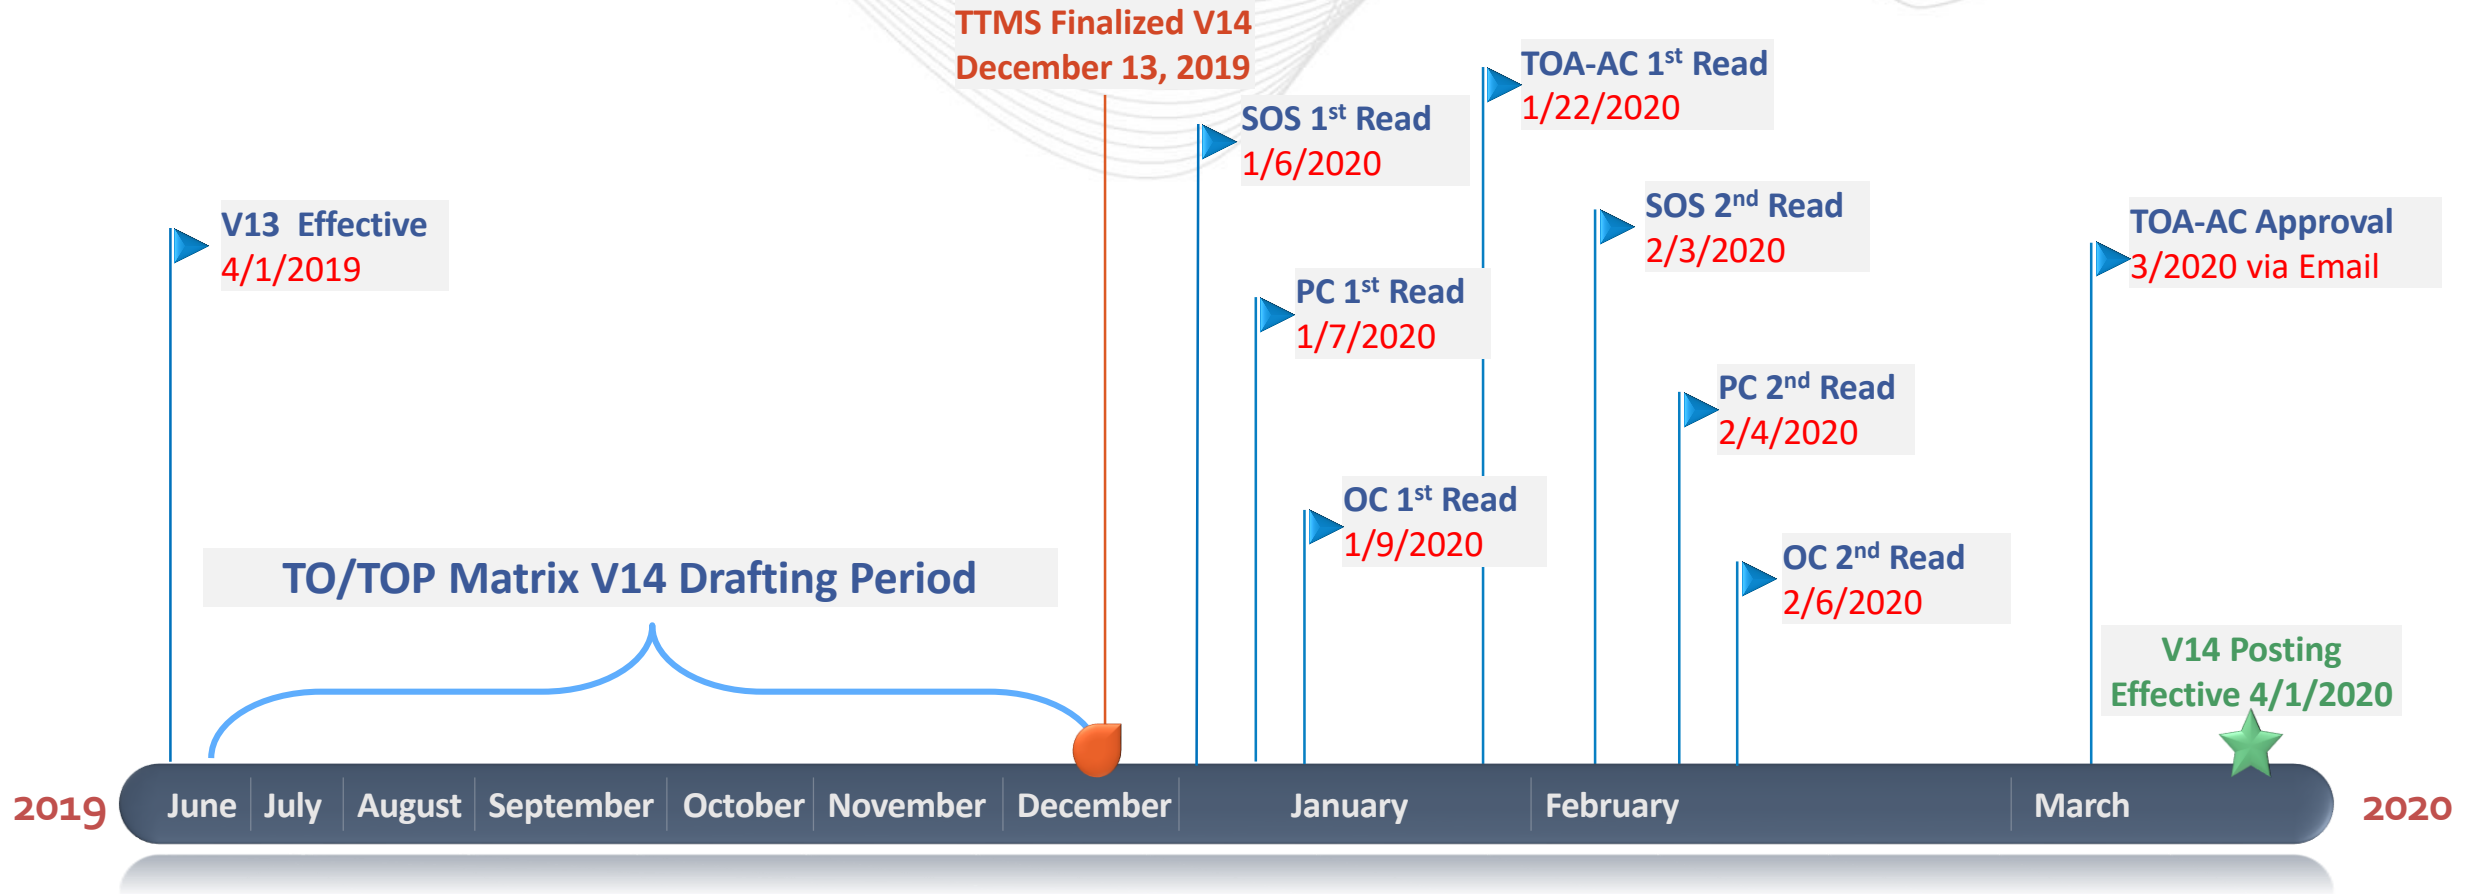 TTMS Finalized V14
December 13, 2019
TOA-AC 1st Read
1/22/2020
SOS 1st Read
1/6/2020
SOS 2nd Read
2/3/2020
V13  Effective
4/1/2019
TOA-AC Approval
3/2020 via Email
PC 1st Read
1/7/2020
PC 2nd Read
2/4/2020
OC 1st Read
1/9/2020
OC 2nd Read
2/6/2020
TO/TOP Matrix V14 Drafting Period
V14 Posting
Effective 4/1/2020
2019 June July August September October November December January February March 2020